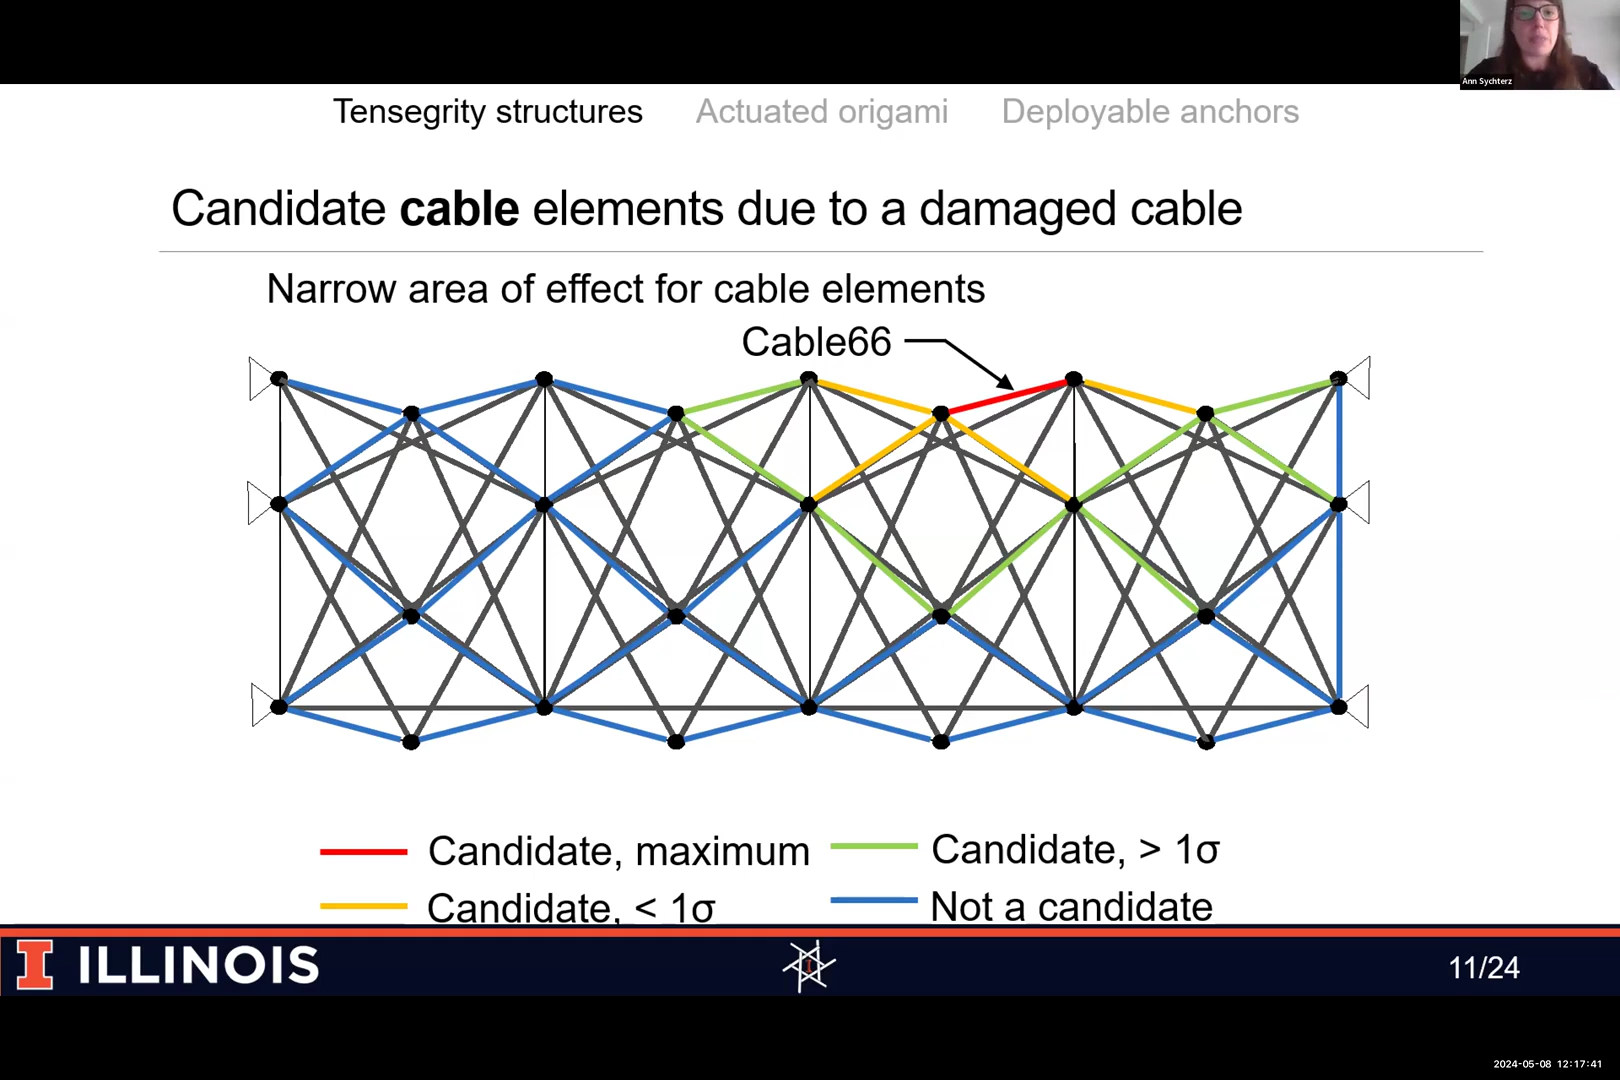 Ann Sychterz
Tensegrity structures Actuated origami Deployable anchors
Candidate cable elements due to a damaged cable
Narrow area of effect for cable elements
Cable66
Candidate, maximum
Candidate, > 1σ
Candidate, < 1σ
Not a candidate
I ILLINOIS
I
11/24
2024-05-08 12:17:41